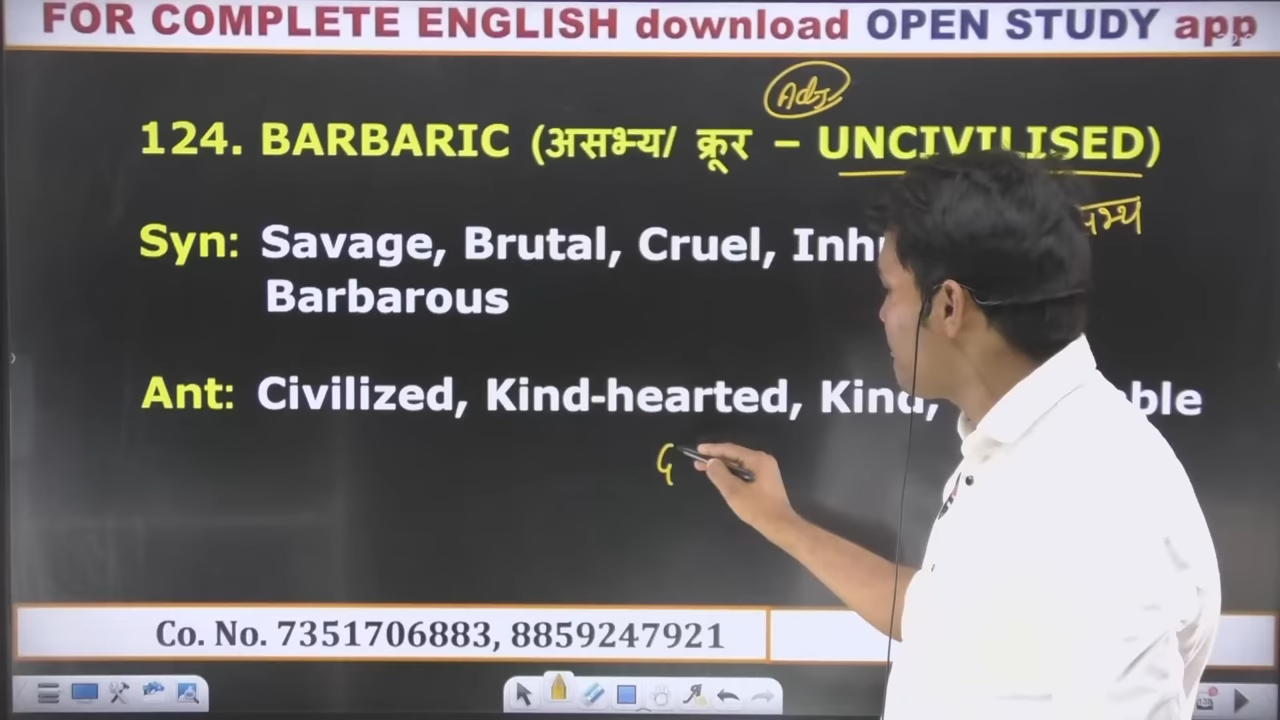 FOR COMPLETE ENGLISH download OPEN STUDY app
Adj
124. BARBARIC (असभ्य/ क्रूर – UNCIVILISED)
Syn: Savage, Brutal, Cruel,
Barbarous
Ant: Civilized, Kind-hearted, Kind,
Co. No. 7351706883, 8859247921